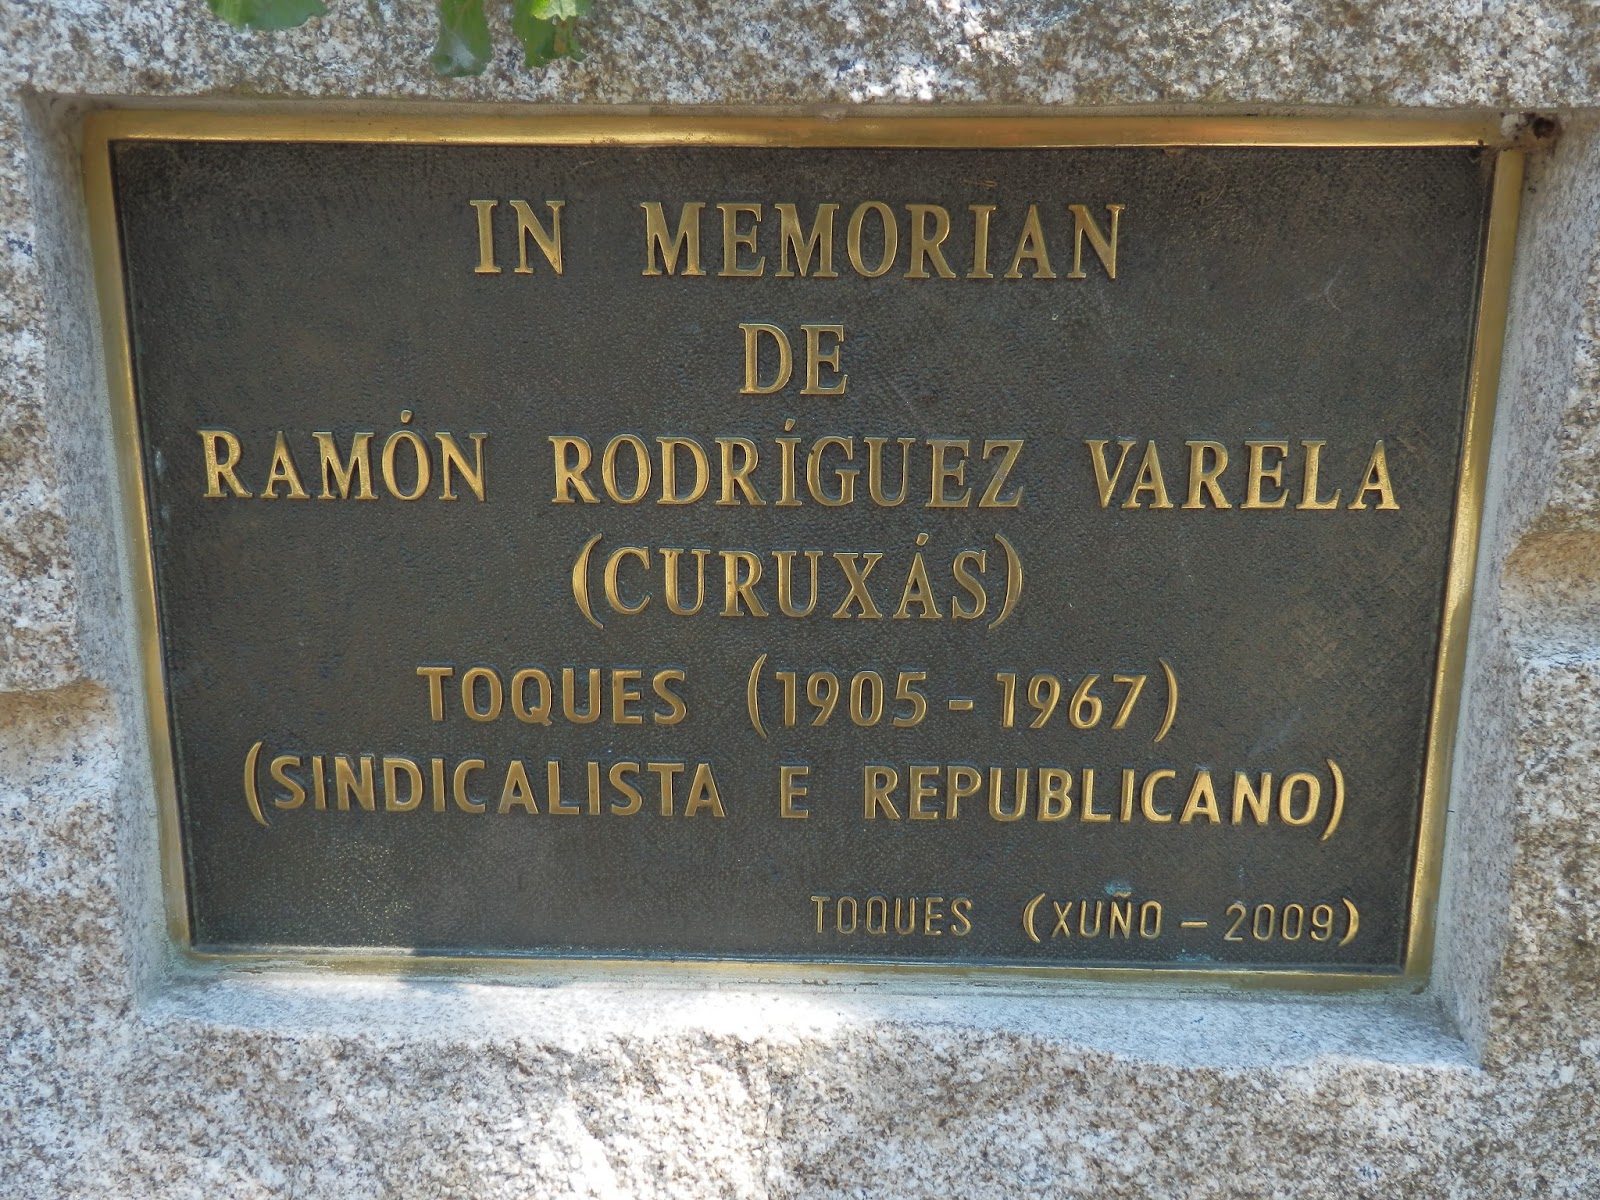 IN MEMORIAN
DE
RAMÓN RODRÍGUEZ VARELA
(CURUXÁS)
TOQUES (1905 - 1967)
(SINDICALISTA E REPUBLICANO)
TOQUES (XUÑO - 2009)